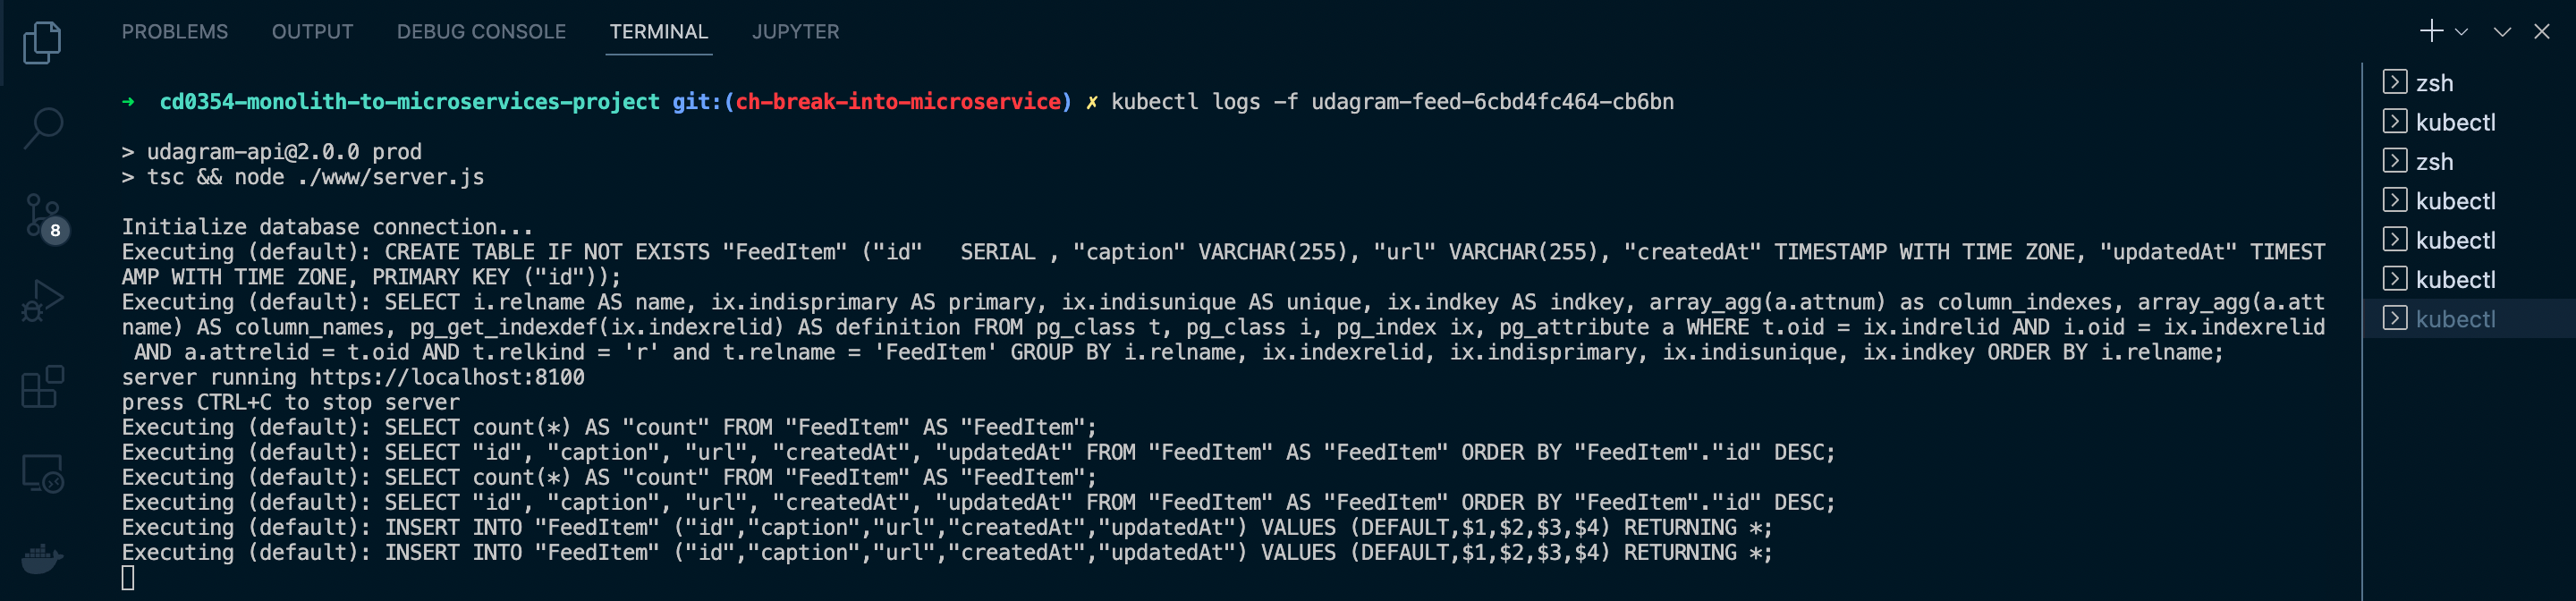 PROBLEMS OUTPUT DEBUG CONSOLE TERMINAL JUPYTER
➜ cd0354-monolith-to-microservices-project git:(ch-break-into-microservice) ✗ kubectl logs -f udagram-feed-6cbd4fc464-cb6bn
> udagram-api@2.0.0 prod
> tsc && node ./www/server.js
Initialize database connection...
Executing (default): CREATE TABLE IF NOT EXISTS "FeedItem" ("id"   SERIAL , "caption" VARCHAR(255), "url" VARCHAR(255), "createdAt" TIMESTAMP WITH TIME ZONE, "updatedAt" TIMEST
AMP WITH TIME ZONE, PRIMARY KEY ("id"));
Executing (default): SELECT i.relname AS name, ix.indisprimary AS primary, ix.indisunique AS unique, ix.indkey AS indkey, array_agg(a.attnum) as column_indexes, array_agg(a.att
name) AS column_names, pg_get_indexdef(ix.indexrelid) AS definition FROM pg_class t, pg_class i, pg_index ix, pg_attribute a WHERE t.oid = ix.indrelid AND i.oid = ix.indexrelid
 AND a.attrelid = t.oid AND t.relkind = 'r' and t.relname = 'FeedItem' GROUP BY i.relname, ix.indexrelid, ix.indisprimary, ix.indisunique, ix.indkey ORDER BY i.relname;
server running https://localhost:8100
press CTRL+C to stop server
Executing (default): SELECT count(*) AS "count" FROM "FeedItem" AS "FeedItem";
Executing (default): SELECT "id", "caption", "url", "createdAt", "updatedAt" FROM "FeedItem" AS "FeedItem" ORDER BY "FeedItem"."id" DESC;
Executing (default): SELECT count(*) AS "count" FROM "FeedItem" AS "FeedItem";
Executing (default): SELECT "id", "caption", "url", "createdAt", "updatedAt" FROM "FeedItem" AS "FeedItem" ORDER BY "FeedItem"."id" DESC;
Executing (default): INSERT INTO "FeedItem" ("id","caption","url","createdAt","updatedAt") VALUES (DEFAULT,$1,$2,$3,$4) RETURNING *;
Executing (default): INSERT INTO "FeedItem" ("id","caption","url","createdAt","updatedAt") VALUES (DEFAULT,$1,$2,$3,$4) RETURNING *;
8
zsh
kubectl
zsh
kubectl
kubectl
kubectl
kubectl